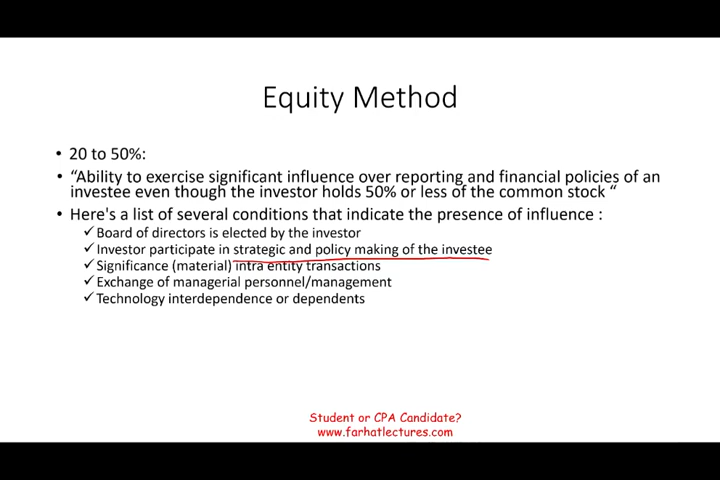 Equity Method
• 20 to 50%:
• “Ability to exercise significant influence over reporting and financial policies of an
investee even though the investor holds 50% or less of the common stock “
• Here's a list of several conditions that indicate the presence of influence :
✓Board of directors is elected by the investor
✓Investor participate in strategic and policy making of the investee
✓Significance (material) intra entity transactions
✓Exchange of managerial personnel/management
✓Technology interdependence or dependents
Student or CPA Candidate?
www.farhatlectures.com